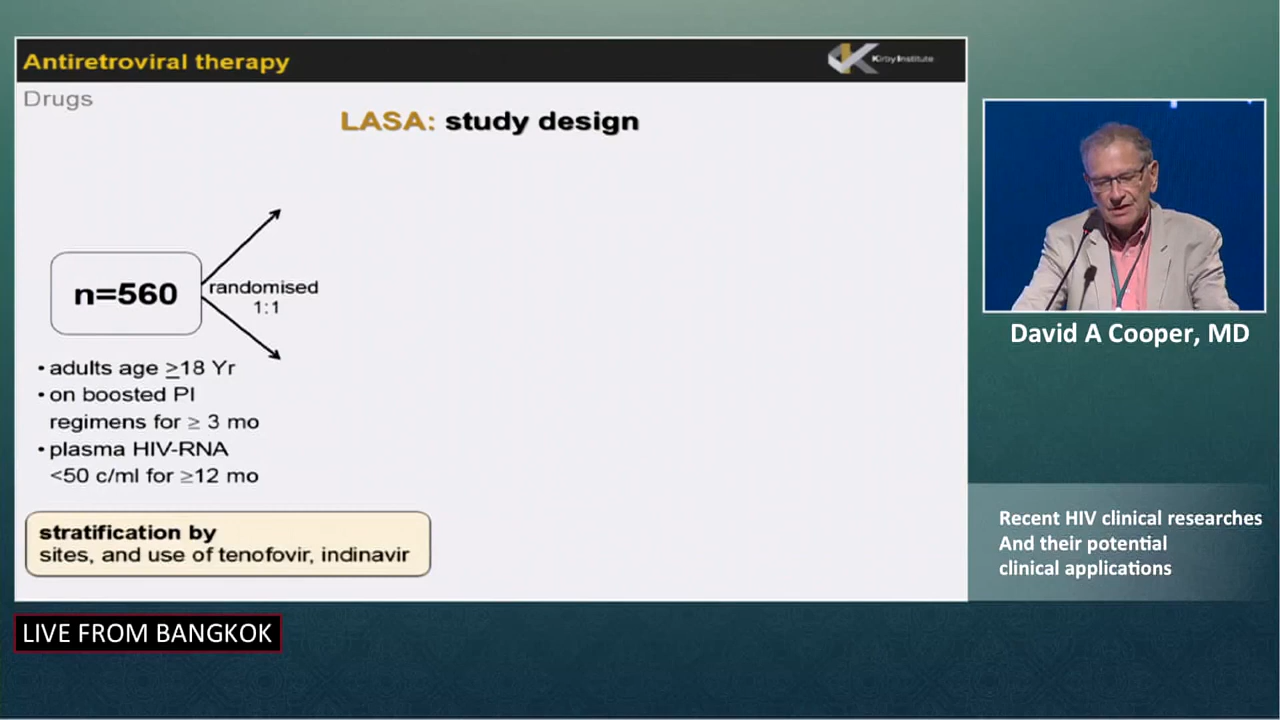 Antiretroviral therapy
Kirby Institute
Drugs
LASA: study design
n=560
randomised
1:1
• adults age ≥18 Yr
• on boosted PI
regimens for ≥ 3 mo
• plasma HIV-RNA
<50 c/ml for ≥12 mo
stratification by
sites, and use of tenofovir, indinavir
David A Cooper, MD
Recent HIV clinical researches
And their potential
clinical applications
LIVE FROM BANGKOK